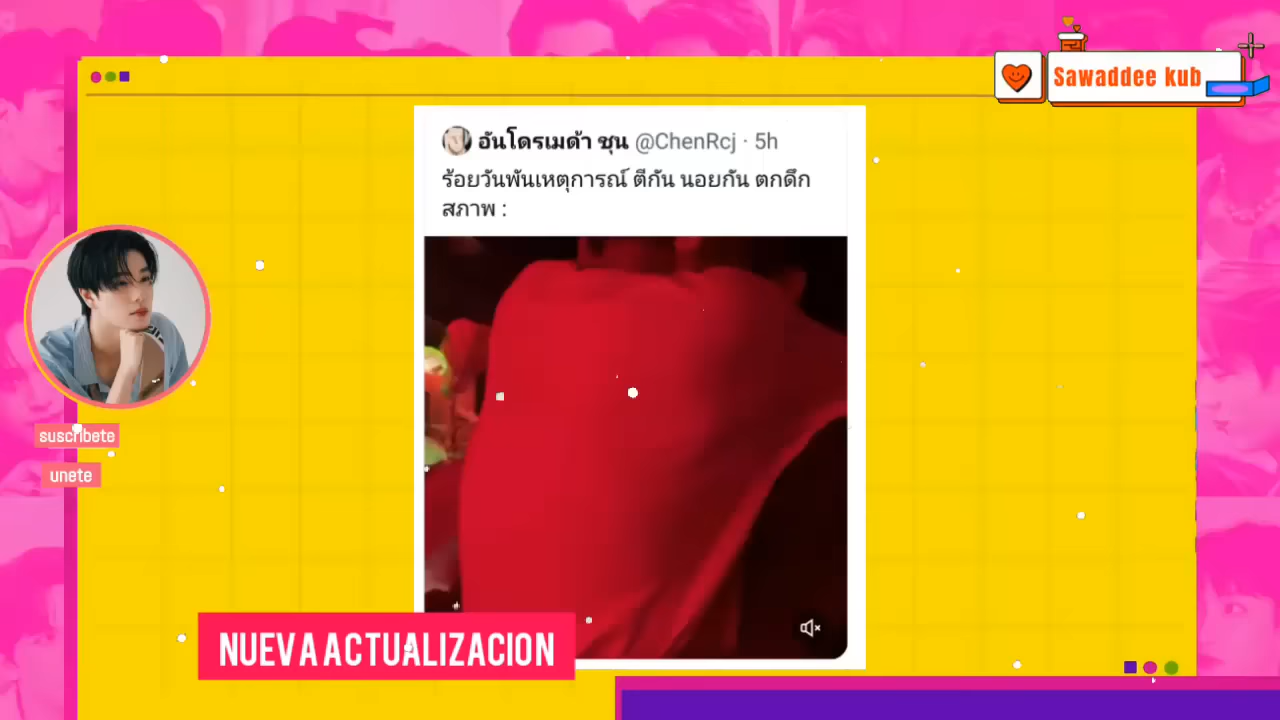 Sawaddee kub
อันโดรเมด้า ชุน @ChenRcj · 5h
ร้อยวันพันเหตุการณ์ ตีกัน นอยกัน ตกดึก
สภาพ :
suscribete
unete
NUEVA ACTUALIZACION